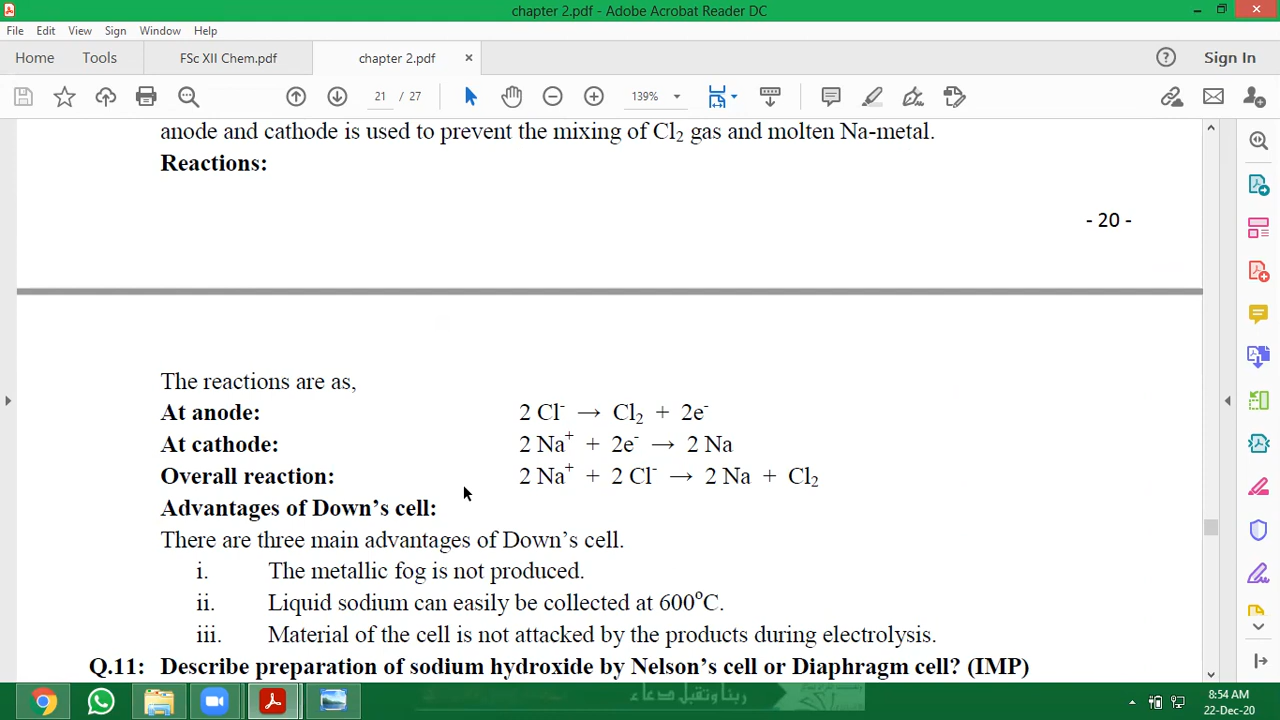 chapter 2.pdf - Adobe Acrobat Reader DC
File Edit View Sign Window Help
Home Tools FSc XII Chem.pdf chapter 2.pdf × Sign In
21 / 27 139%
anode and cathode is used to prevent the mixing of Cl₂ gas and molten Na-metal.
Reactions:
- 20 -
The reactions are as,
At anode: 2 Cl⁻ → Cl₂ + 2e⁻
At cathode: 2 Na⁺ + 2e⁻ → 2 Na
Overall reaction: 2 Na⁺ + 2 Cl⁻ → 2 Na + Cl₂
Advantages of Down’s cell:
There are three main advantages of Down’s cell.
i. The metallic fog is not produced.
ii. Liquid sodium can easily be collected at 600°C.
iii. Material of the cell is not attacked by the products during electrolysis.
Q.11: Describe preparation of sodium hydroxide by Nelson’s cell or Diaphragm cell? (IMP)
ربنا وتقبل دعاء
8:54 AM
22-Dec-20